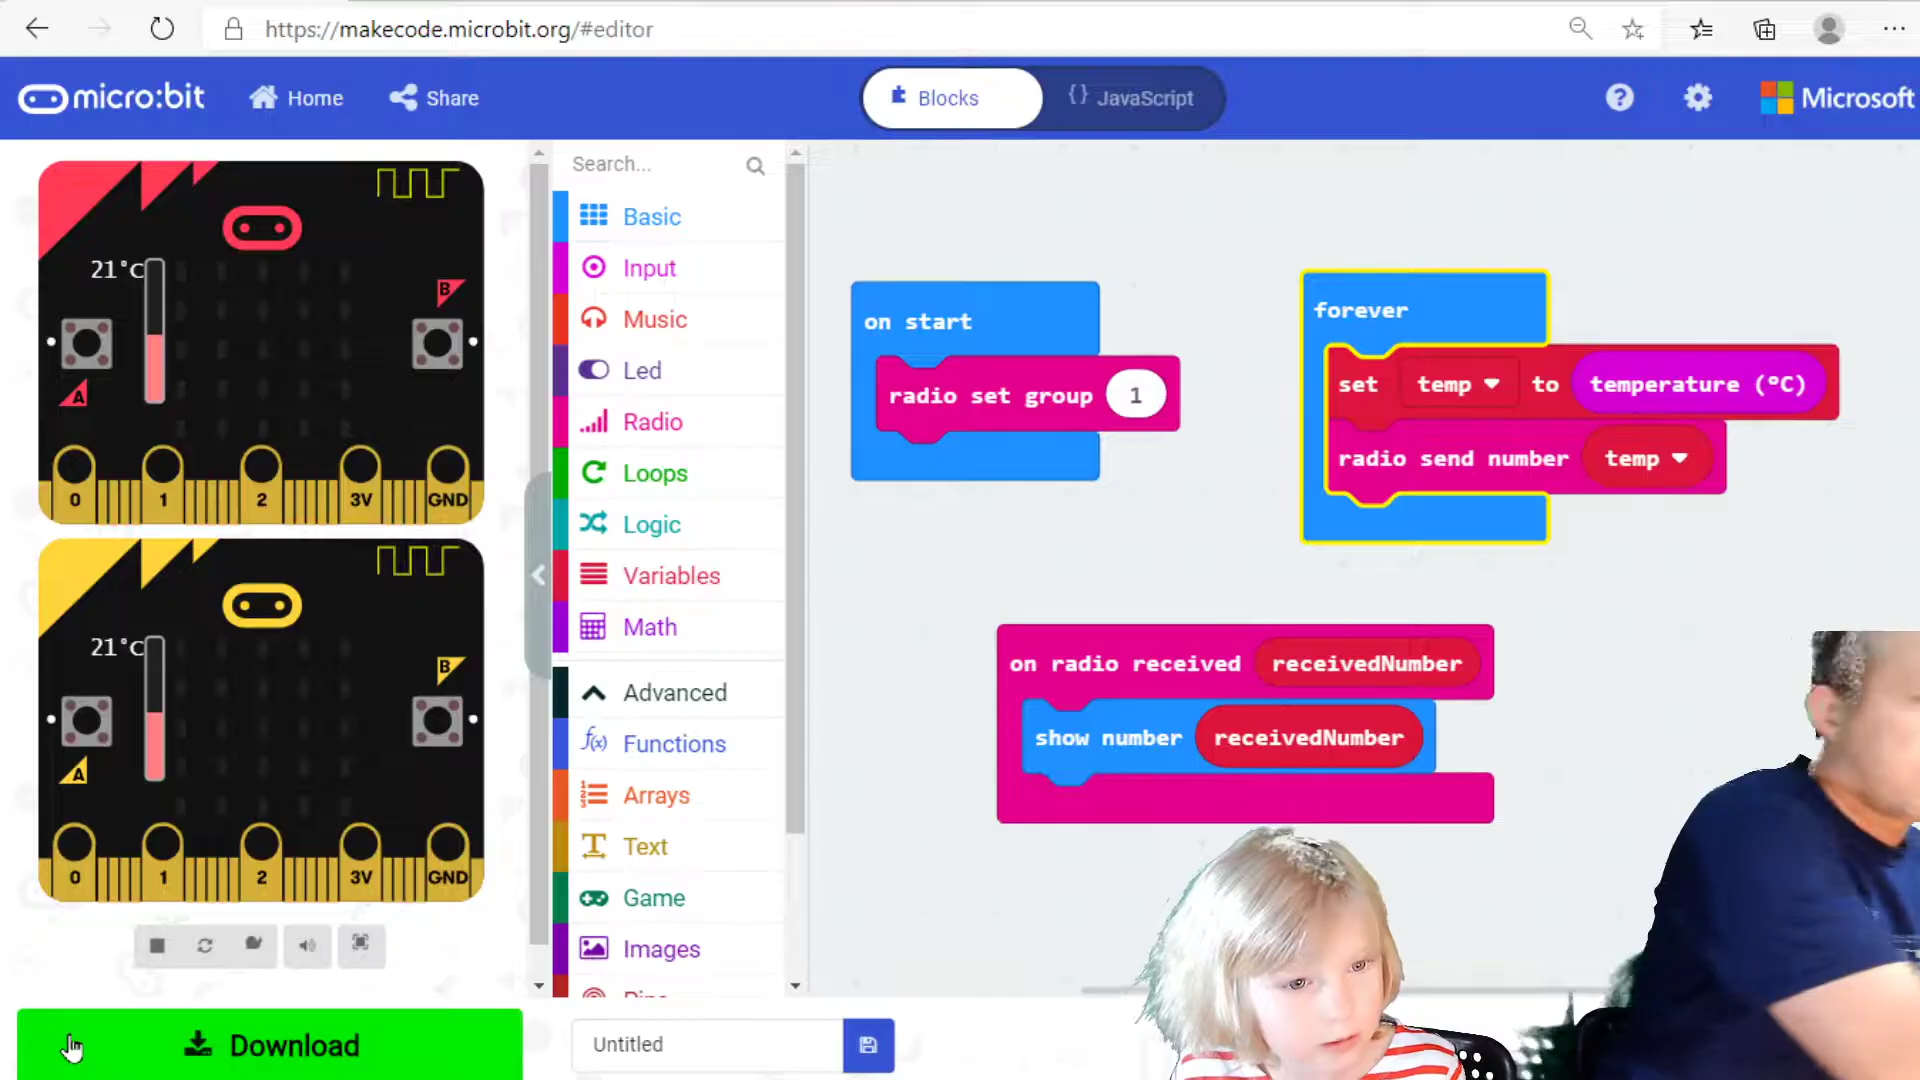 https://makecode.microbit.org/#editor
micro:bit
Home
Share
Blocks
{} JavaScript
Microsoft
21°C
B
A
0 1 2 3V GND
21°C
B
A
0 1 2 3V GND
Download
Search...
Basic
Input
Music
Led
Radio
Loops
Logic
Variables
Math
Advanced
f(x) Functions
Arrays
Text
Game
Images
on start
radio set group 1
forever
set temp to temperature (°C)
radio send number temp
on radio received receivedNumber
show number receivedNumber
Untitled